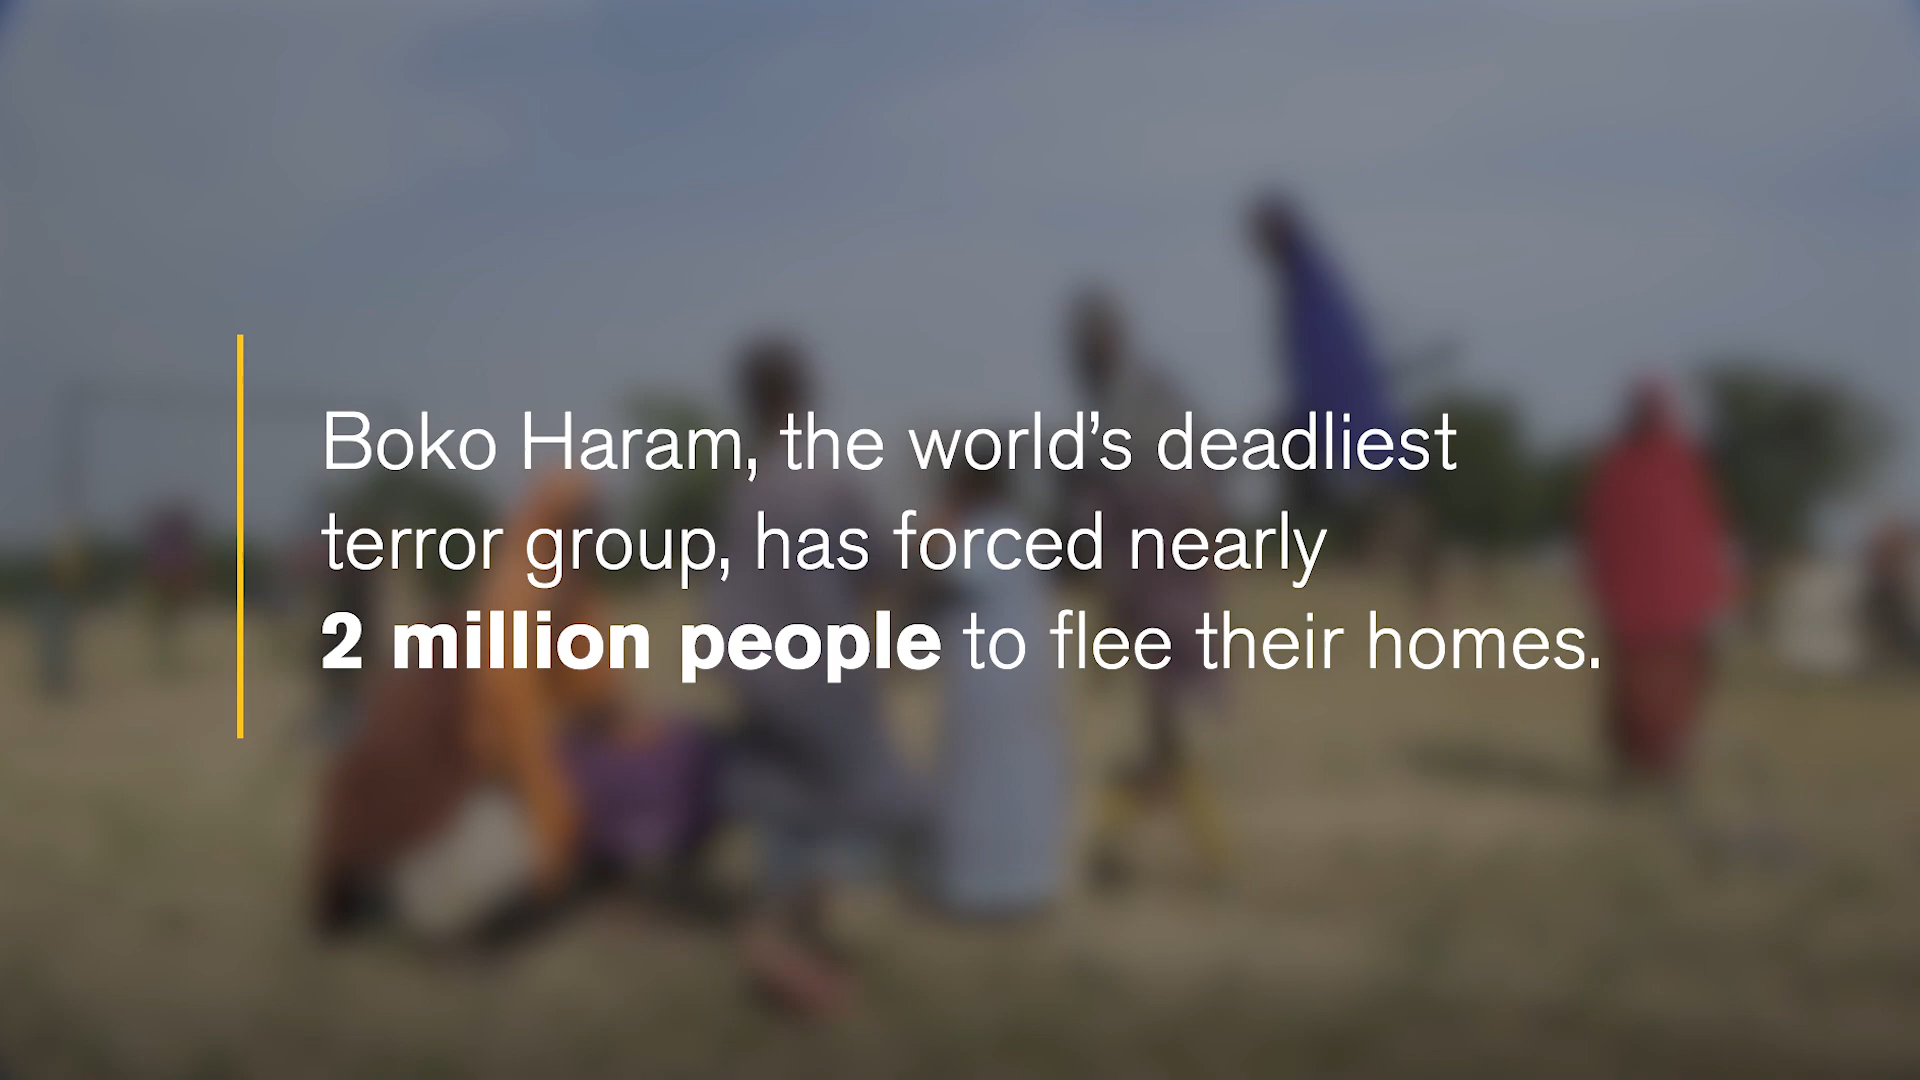 Boko Haram, the world’s deadliest
terror group, has forced nearly
2 million people to flee their homes.